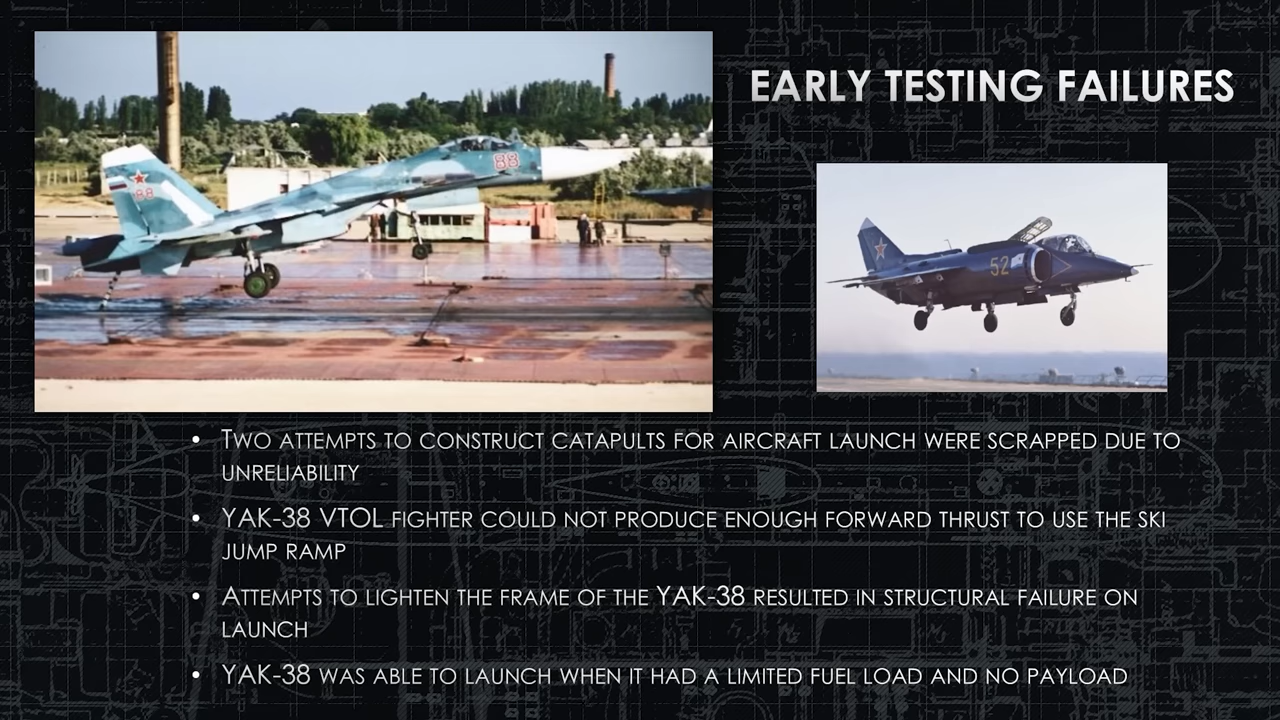 EARLY TESTING FAILURES
88
88
52
• TWO ATTEMPTS TO CONSTRUCT CATAPULTS FOR AIRCRAFT LAUNCH WERE SCRAPPED DUE TO
UNRELIABILITY
• YAK-38 VTOL FIGHTER COULD NOT PRODUCE ENOUGH FORWARD THRUST TO USE THE SKI
JUMP RAMP
• ATTEMPTS TO LIGHTEN THE FRAME OF THE YAK-38 RESULTED IN STRUCTURAL FAILURE ON
LAUNCH
• YAK-38 WAS ABLE TO LAUNCH WHEN IT HAD A LIMITED FUEL LOAD AND NO PAYLOAD